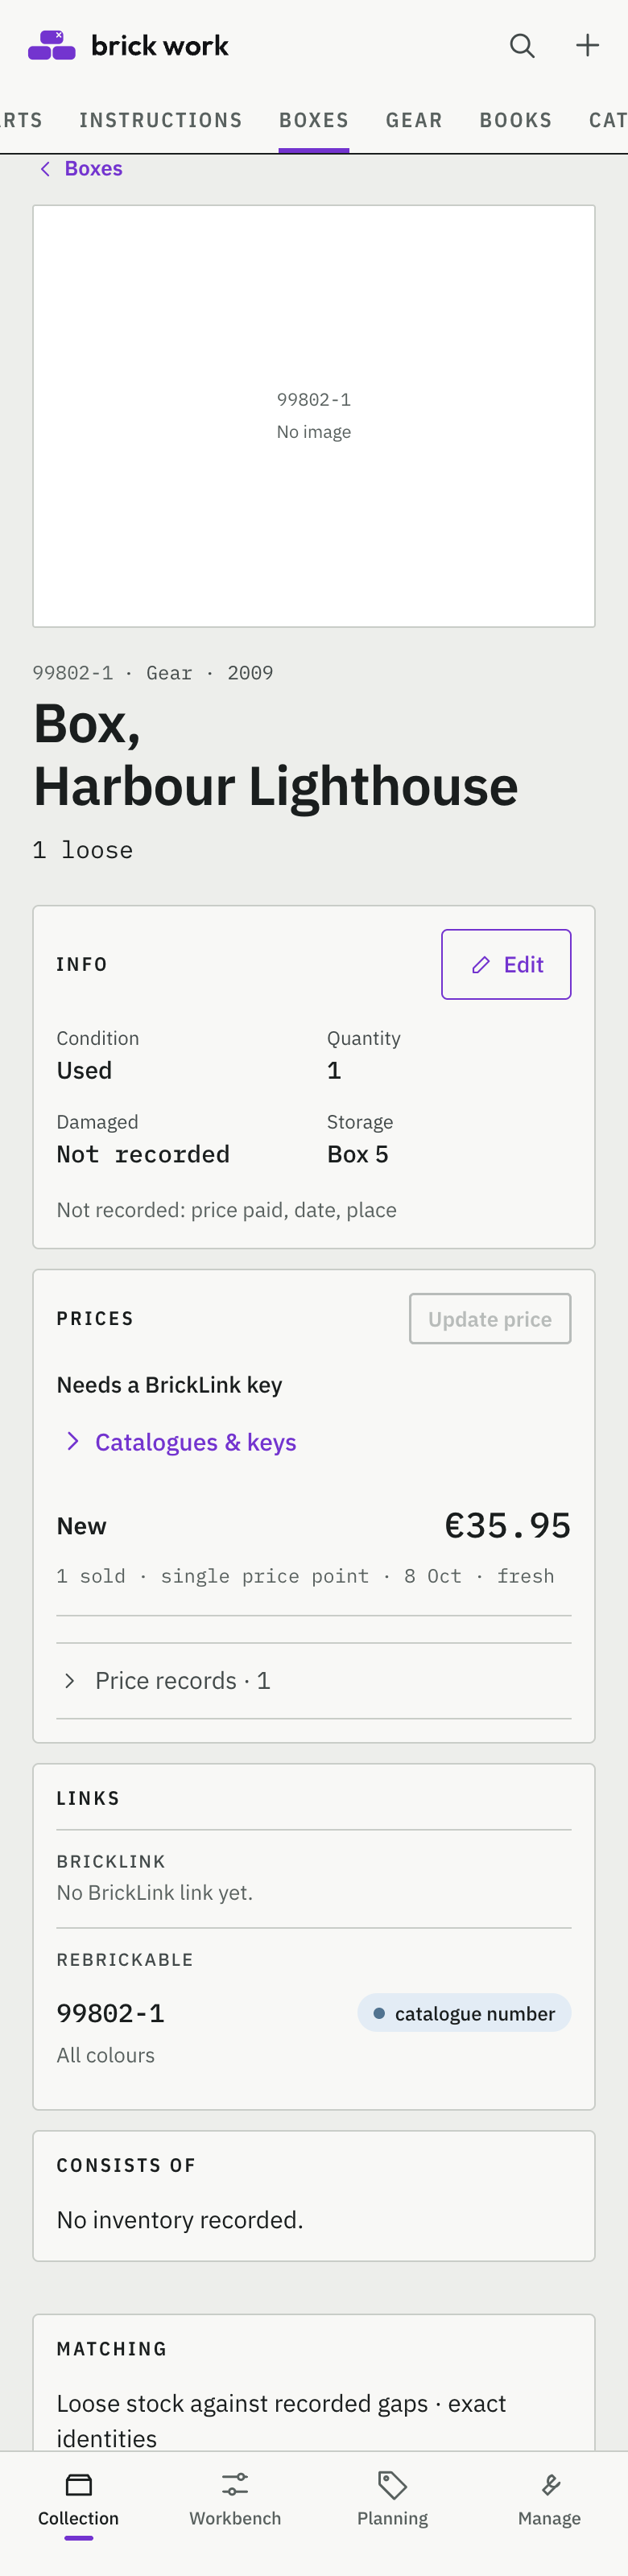 brick work
RTS INSTRUCTIONS BOXES GEAR BOOKS CAT
Boxes
99802-1
No image
99802-1 · Gear · 2009
Box,
Harbour Lighthouse
1 loose
INFO
Edit
Condition Quantity
Used 1
Damaged Storage
Not recorded Box 5
Not recorded: price paid, date, place
PRICES
Update price
Needs a BrickLink key
Catalogues & keys
New €35.95
1 sold · single price point · 8 Oct · fresh
Price records · 1
LINKS
BRICKLINK
No BrickLink link yet.
REBRICKABLE
99802-1 catalogue number
All colours
CONSISTS OF
No inventory recorded.
MATCHING
Loose stock against recorded gaps · exact
identities
Collection Workbench Planning Manage